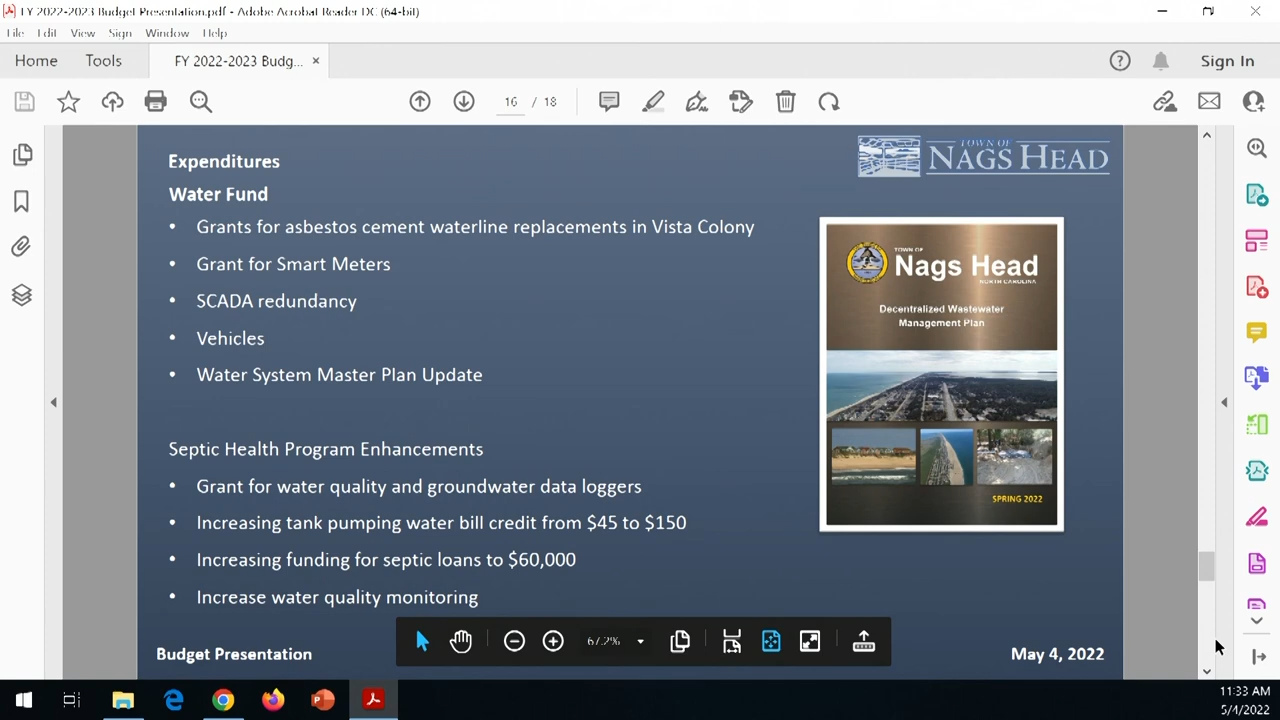 FY 2022-2023 Budget Presentation.pdf - Adobe Acrobat Reader DC (64-bit)
File Edit View Sign Window Help
Home Tools FY 2022-2023 Budg... × Sign In
16 / 18
TOWN OF
NAGS HEAD
Expenditures
Water Fund
• Grants for asbestos cement waterline replacements in Vista Colony
• Grant for Smart Meters
• SCADA redundancy
• Vehicles
• Water System Master Plan Update
Septic Health Program Enhancements
• Grant for water quality and groundwater data loggers
• Increasing tank pumping water bill credit from $45 to $150
• Increasing funding for septic loans to $60,000
• Increase water quality monitoring
TOWN OF
Nags Head
NORTH CAROLINA
Decentralized Wastewater
Management Plan
SPRING 2022
67.2%
Budget Presentation
May 4, 2022
11:33 AM
5/4/2022